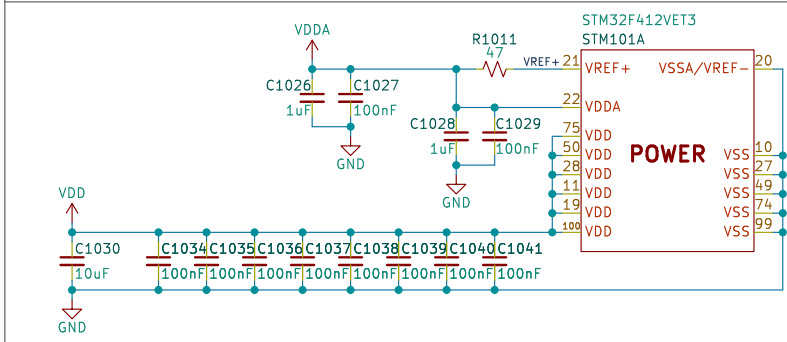 STM32F412VET3
STM101A
VDDA
R1011
47
VREF+ 21 VREF+ VSSA/VREF- 20
C1026 C1027
1uF 100nF
22 VDDA
C1028 C1029
1uF 100nF
GND
GND
75 VDD
50 VDD
POWER
VSS 10
28 VDD
VSS 27
11 VDD
VSS 49
19 VDD
VSS 74
100 VDD
VSS 99
VDD
C1030 C1034 C1035 C1036 C1037 C1038 C1039 C1040 C1041
10uF 100nF 100nF 100nF 100nF 100nF 100nF 100nF 100nF
GND